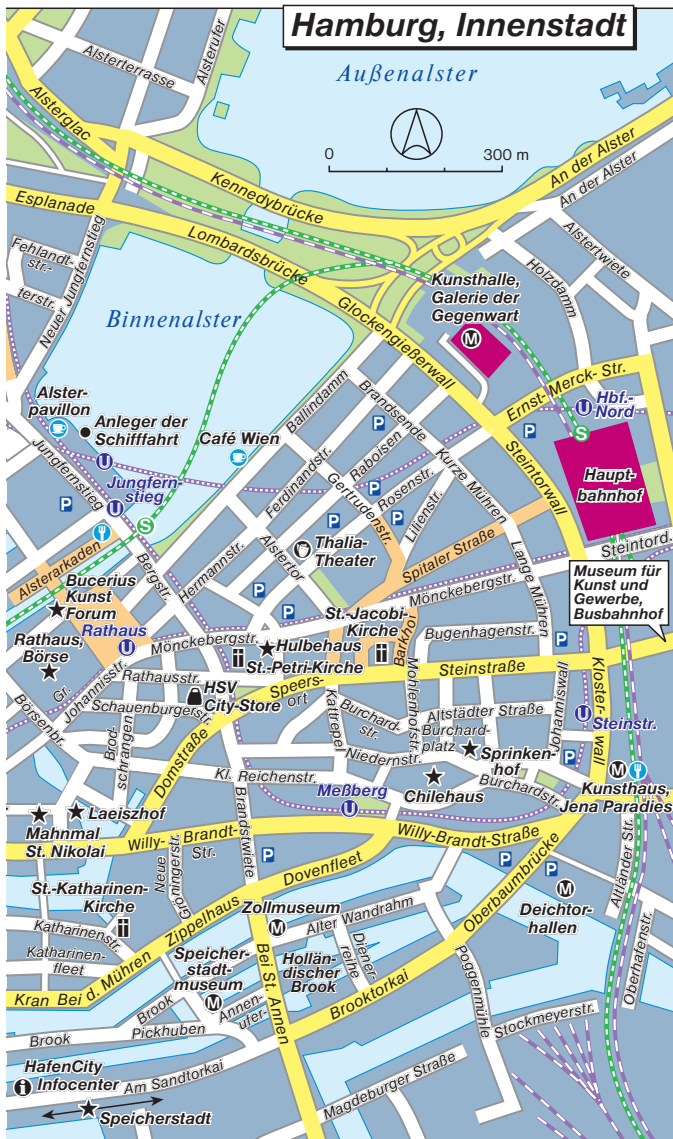 Hamburg, Innenstadt
Alsterufer
Alsterterrasse
Außenalster
Alsterglac
0 300 m
An der Alster
An der Alster
Kennedybrücke
Esplanade
Lombardsbrücke
Neuer Jungfernstieg
Fehlandt-
str.-
terstr.
Alstertwiete
Holzdamm
Kunsthalle,
Galerie der
Gegenwart
M
Binnenalster
Glockengießerwall
Ernst-Merck-Str.
U Hbf.-
Nord
S
Alster-
pavillon
Anleger der
Schifffahrt
Café Wien
Ballindamm
Brandsende
P
P
Steintorwall
Haupt-
bahnhof
Jungfernstieg
U
Jungfern-
stieg
U
S
P
Ferdinandstr.
Raboisen
Gertrudenstr.
Rosenstr.
Lilienstr.
Kurze Mühren
P
P
Spitaler Straße
Lange Mühren
Steintord.
Alsterarkaden
Bergstr.
Hermannstr.
Alstertor
Thalia-
Theater
P
P
Museum für
Kunst und
Gewerbe,
Busbahnhof
Bucerius
Kunst
Forum
Mönckebergstr.
St.-Jacobi-
Kirche
Barkhof
Bugenhagenstr.
P
Rathaus,
Börse
Rathaus
U
Mönckebergstr.
Hulbehaus
St.-Petri-Kirche
Gr.
Johannisstr.
Rathausstr.
HSV
City-Store
Speers-
ort
Steinstraße
Kloster-
wall
Börsenbr.
Schauenburgerstr.
Kattrepel
Burchard-
str.
Mohlenhofstr.
Altstädter Straße
Johanniswall
U Steinstr.
Brod-
schrangen
Domstraße
Burchard-
platz
Niedernstr.
Sprinken-
hof
P
Kl. Reichenstr.
Meßberg
U
Chilehaus
Burchardstr.
P
M
Kunsthaus,
Jena Paradies
Mahnmal
St. Nikolai
Laeiszhof
Brandstwiete
Willy-Brandt-
Str.
Willy-Brandt-Straße
P
P
P
Altländer Str.
Neue
Gröningerstr.
Dovenfleet
Oberbaumbrücke
St.-Katharinen-
Kirche
Zippelhaus
M
Deichtor-
hallen
Katharinenstr.
Katharinen-
fleet
Zollmuseum
M
Alter Wandrahm
Oberhafenstr.
Kran Bei d. Mühren
Speicher-
stadt-
museum
M
Bei St. Annen
Hollän-
discher
Brook
Diener-
reihe
Poggenmühle
Annen-
ufer-
Brooktorkai
Stockmeyerstr.
Brook
Brook
Pickhuben
HafenCity
Infocenter
Am Sandtorkai
Magdeburger Straße
Speicherstadt